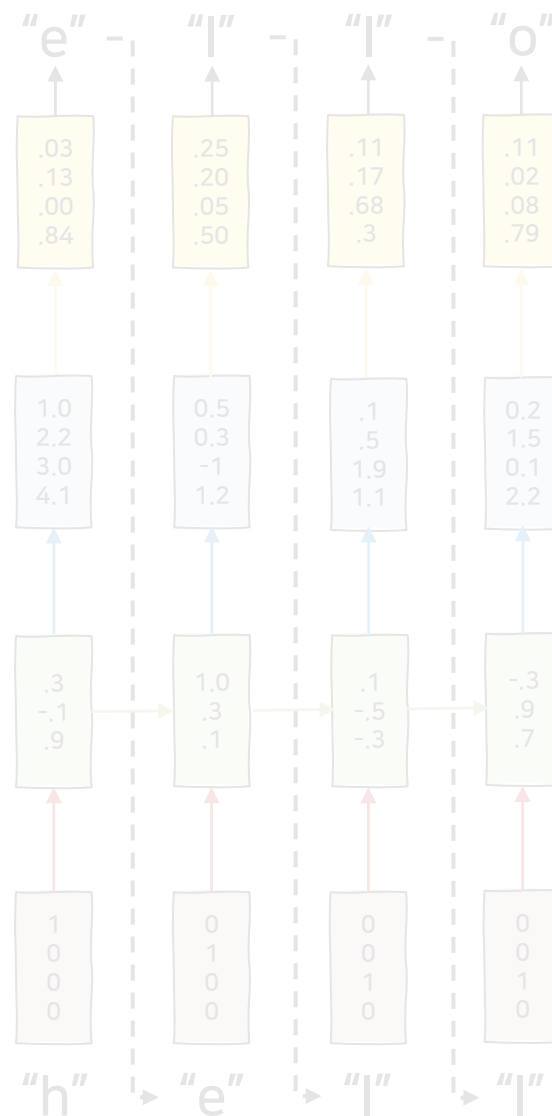 “e” “l” “l” “o”
.03 .25 .11 .11
.13 .20 .17 .02
.00 .05 .68 .08
.84 .50 .3 .79
1.0 0.5 .1 0.2
2.2 0.3 .5 1.5
3.0 -1 1.9 0.1
4.1 1.2 1.1 2.2
.3 1.0 .1 -.3
-.1 .3 -.5 .9
.9 .1 -.3 .7
1 0 0 0
0 1 0 0
0 0 1 1
0 0 0 0
“h” “e” “l” “l”